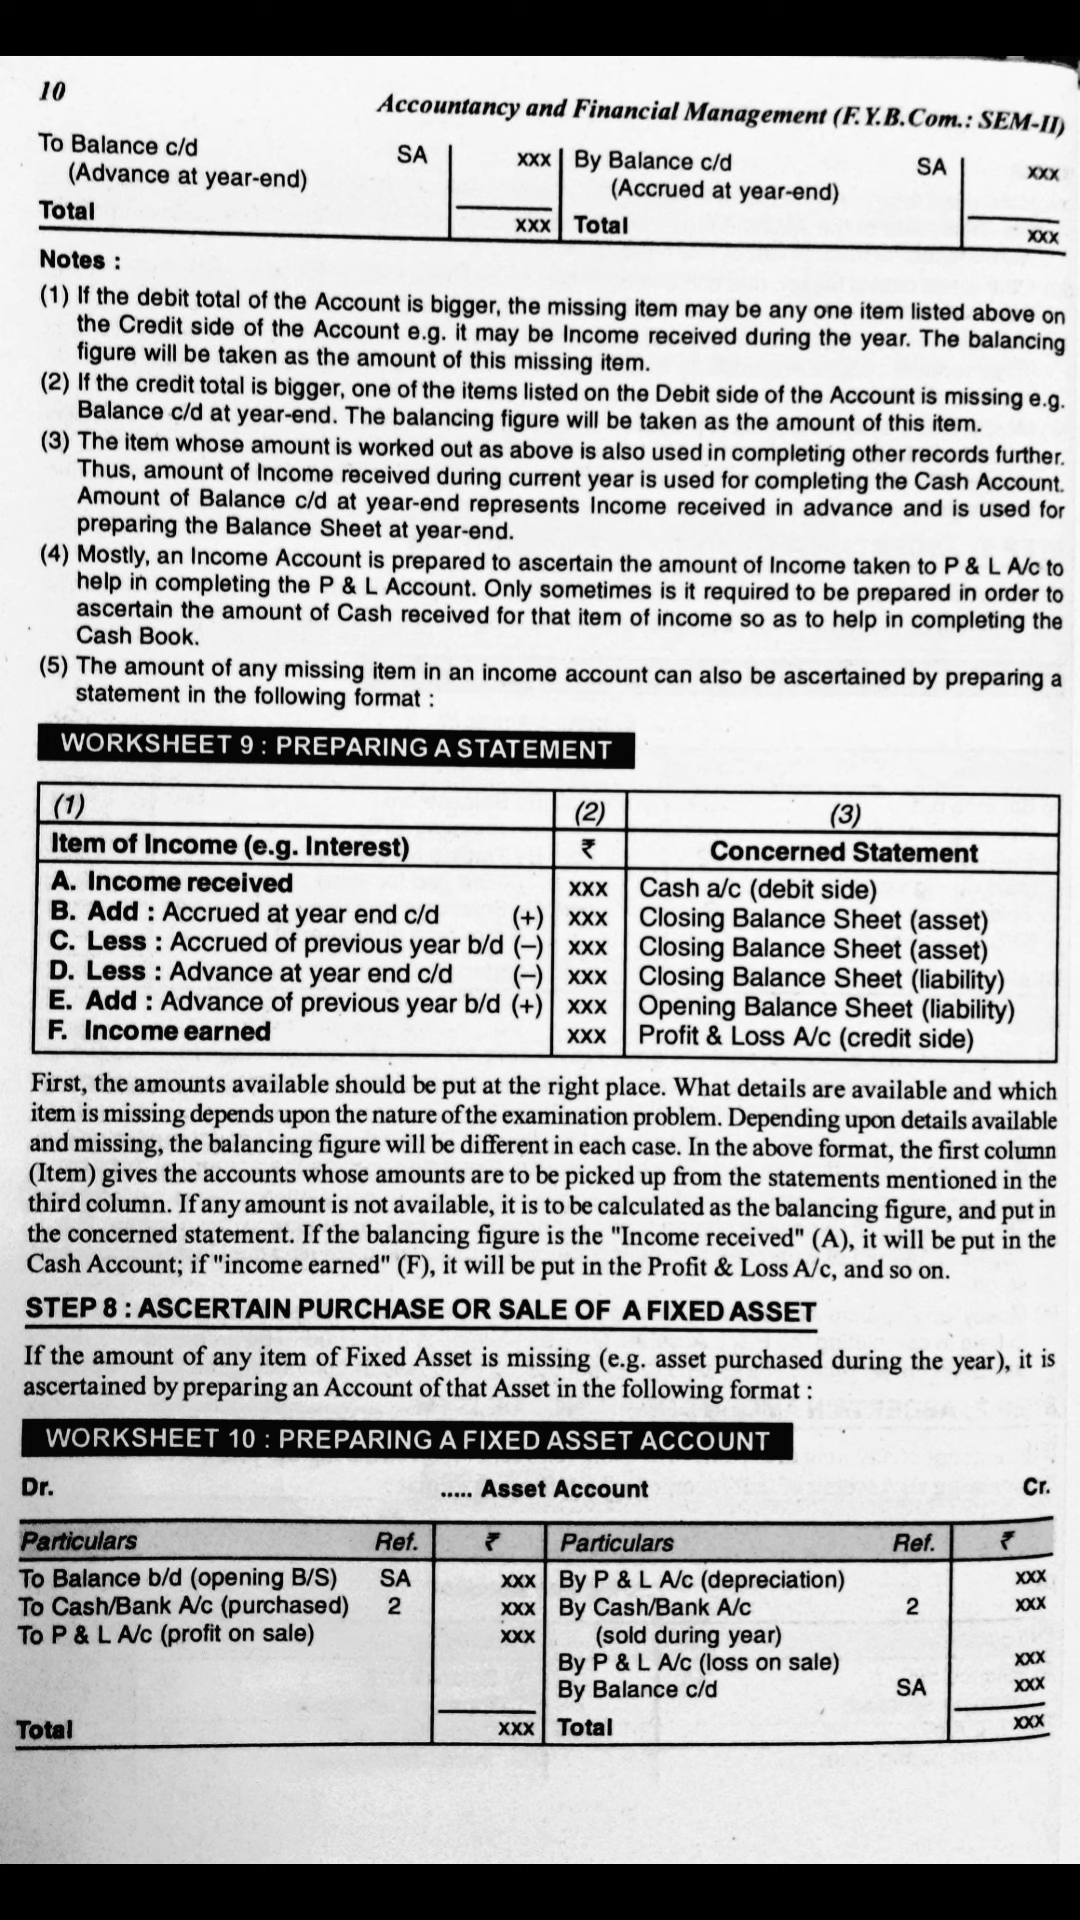 10
Accountancy and Financial Management (F.Y.B.Com.: SEM-II)
To Balance c/d SA xxx By Balance c/d SA xxx
(Advance at year-end) (Accrued at year-end)
Total xxx Total xxx
Notes :
(1) If the debit total of the Account is bigger, the missing item may be any one item listed above on
the Credit side of the Account e.g. it may be Income received during the year. The balancing
figure will be taken as the amount of this missing item.
(2) If the credit total is bigger, one of the items listed on the Debit side of the Account is missing e.g.
Balance c/d at year-end. The balancing figure will be taken as the amount of this item.
(3) The item whose amount is worked out as above is also used in completing other records further.
Thus, amount of Income received during current year is used for completing the Cash Account.
Amount of Balance c/d at year-end represents Income received in advance and is used for
preparing the Balance Sheet at year-end.
(4) Mostly, an Income Account is prepared to ascertain the amount of Income taken to P & L A/c to
help in completing the P & L Account. Only sometimes is it required to be prepared in order to
ascertain the amount of Cash received for that item of income so as to help in completing the
Cash Book.
(5) The amount of any missing item in an income account can also be ascertained by preparing a
statement in the following format :
WORKSHEET 9 : PREPARING A STATEMENT
(1) (2) (3)
Item of Income (e.g. Interest) ₹ Concerned Statement
A. Income received xxx Cash a/c (debit side)
B. Add : Accrued at year end c/d (+) xxx Closing Balance Sheet (asset)
C. Less : Accrued of previous year b/d (–) xxx Closing Balance Sheet (asset)
D. Less : Advance at year end c/d (–) xxx Closing Balance Sheet (liability)
E. Add : Advance of previous year b/d (+) xxx Opening Balance Sheet (liability)
F. Income earned xxx Profit & Loss A/c (credit side)
First, the amounts available should be put at the right place. What details are available and which
item is missing depends upon the nature of the examination problem. Depending upon details available
and missing, the balancing figure will be different in each case. In the above format, the first column
(Item) gives the accounts whose amounts are to be picked up from the statements mentioned in the
third column. If any amount is not available, it is to be calculated as the balancing figure, and put in
the concerned statement. If the balancing figure is the "Income received" (A), it will be put in the
Cash Account; if "income earned" (F), it will be put in the Profit & Loss A/c, and so on.
STEP 8 : ASCERTAIN PURCHASE OR SALE OF A FIXED ASSET
If the amount of any item of Fixed Asset is missing (e.g. asset purchased during the year), it is
ascertained by preparing an Account of that Asset in the following format :
WORKSHEET 10 : PREPARING A FIXED ASSET ACCOUNT
Dr. ..... Asset Account Cr.
Particulars Ref. ₹ Particulars Ref. ₹
To Balance b/d (opening B/S) SA xxx By P & L A/c (depreciation) xxx
To Cash/Bank A/c (purchased) 2 xxx By Cash/Bank A/c 2 xxx
To P & L A/c (profit on sale) xxx (sold during year)
By P & L A/c (loss on sale) xxx
By Balance c/d SA xxx
Total xxx Total xxx